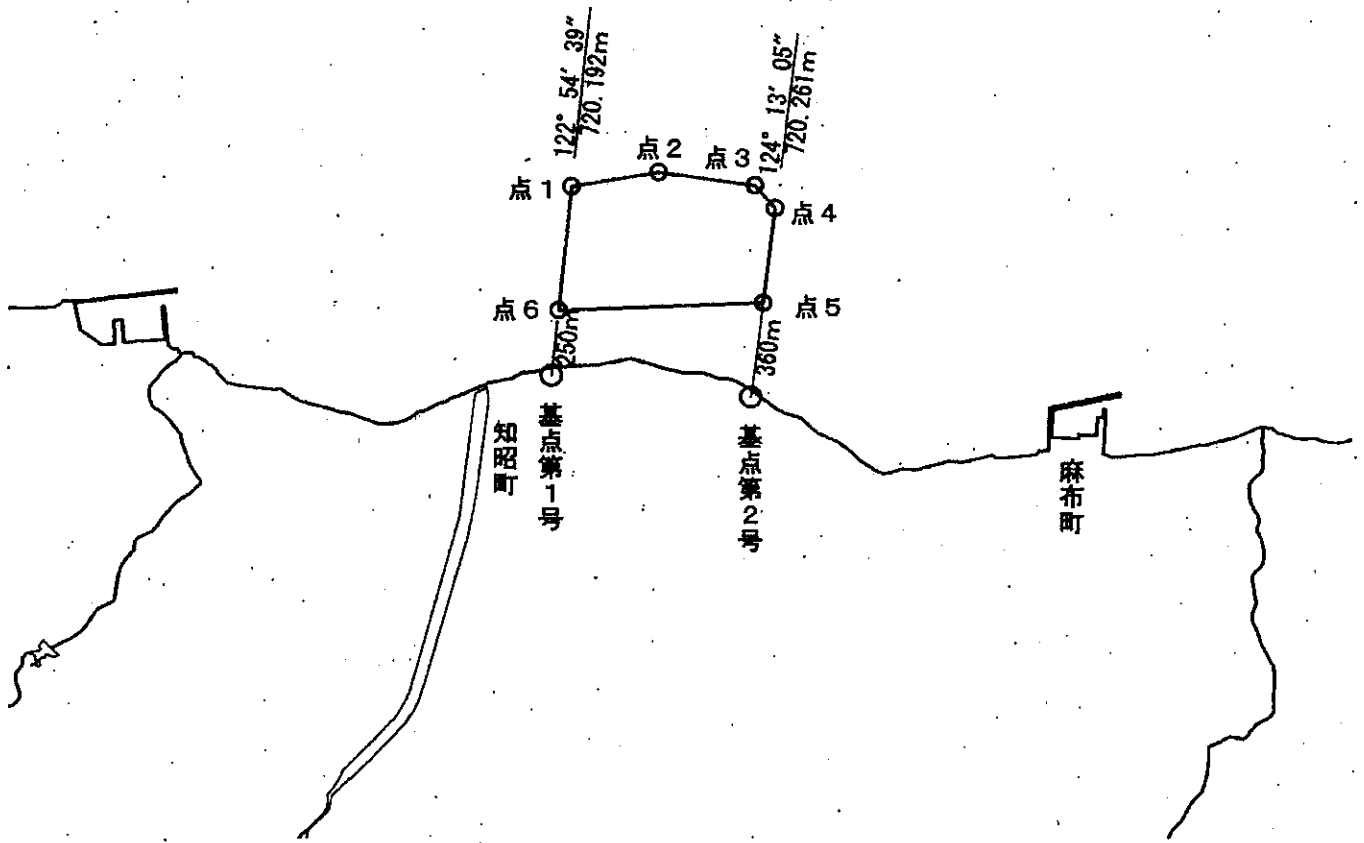 122° 54′ 39″
720.192m
124° 13′ 05″
720.261m
点1
点2
点3
点4
点6
点5
250m
360m
知昭町
基点第1号
基点第2号
麻布町